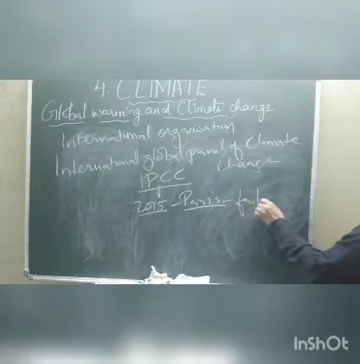 4. CLIMATE
Global warming and Climate change
International organisation
International global panel of Climate
Change
IPCC
2015 - Paris -
InShOt